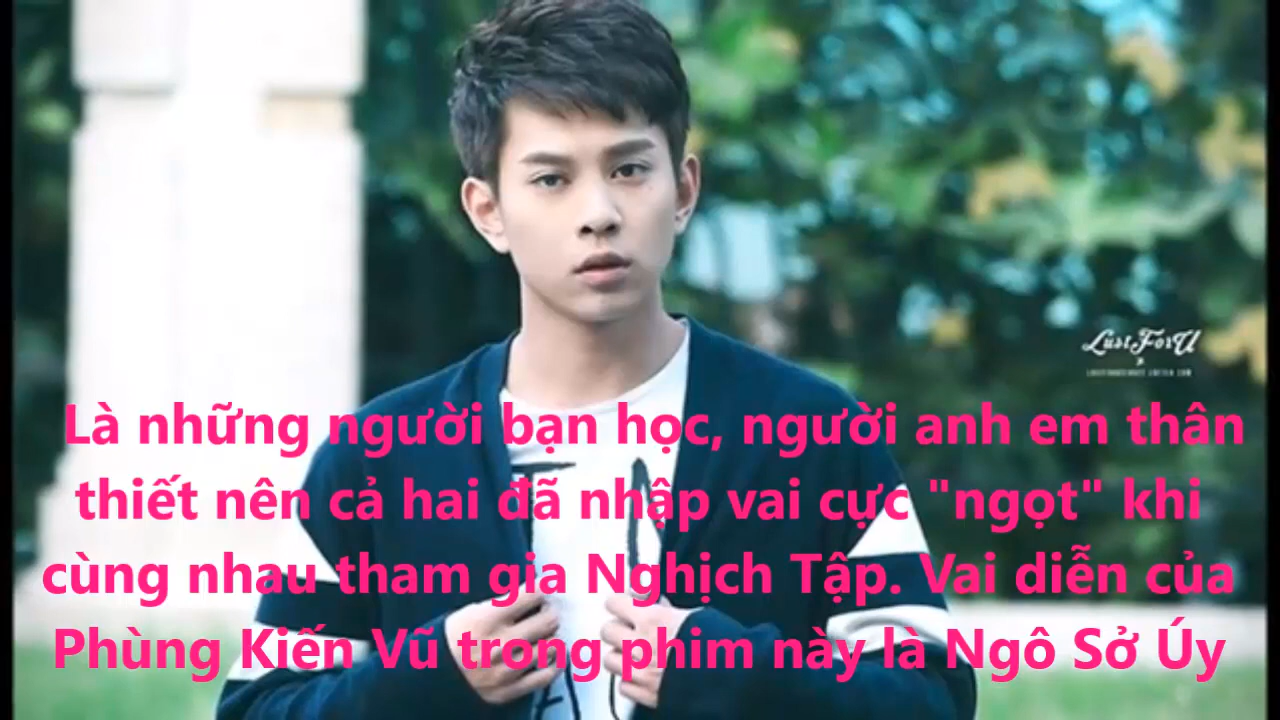 LustForU
Là những người bạn học, người anh em thân
thiết nên cả hai đã nhập vai cực "ngọt" khi
cùng nhau tham gia Nghịch Tập. Vai diễn của
Phùng Kiến Vũ trong phim này là Ngô Sở Úy